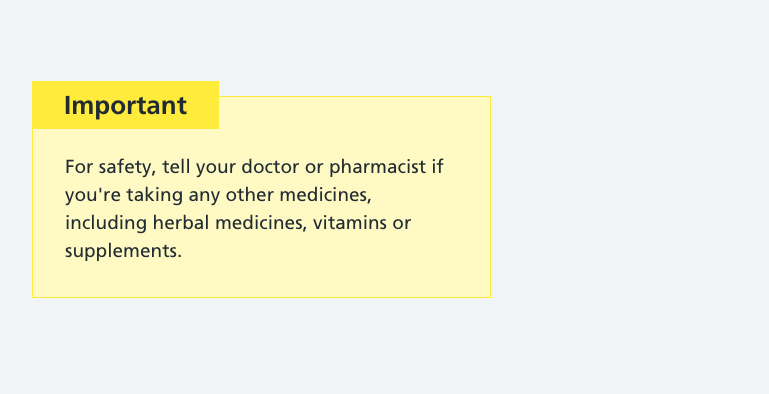 Important
For safety, tell your doctor or pharmacist if
you're taking any other medicines,
including herbal medicines, vitamins or
supplements.